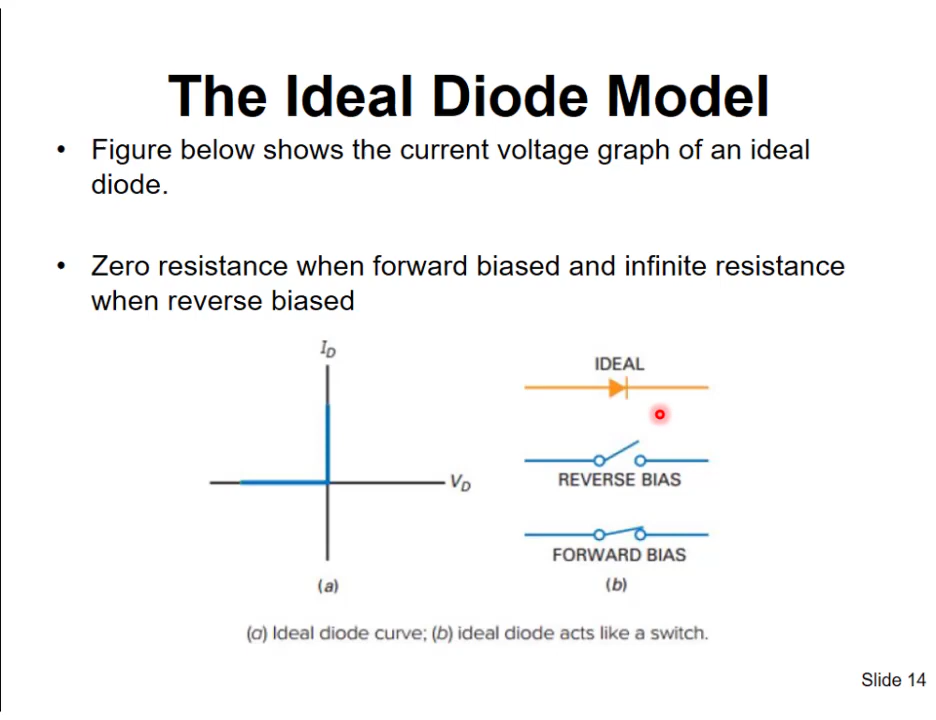 The Ideal Diode Model
• Figure below shows the current voltage graph of an ideal
diode.
• Zero resistance when forward biased and infinite resistance
when reverse biased
I_D
V_D
(a)
IDEAL
REVERSE BIAS
FORWARD BIAS
(b)
(a) Ideal diode curve; (b) ideal diode acts like a switch.
Slide 14